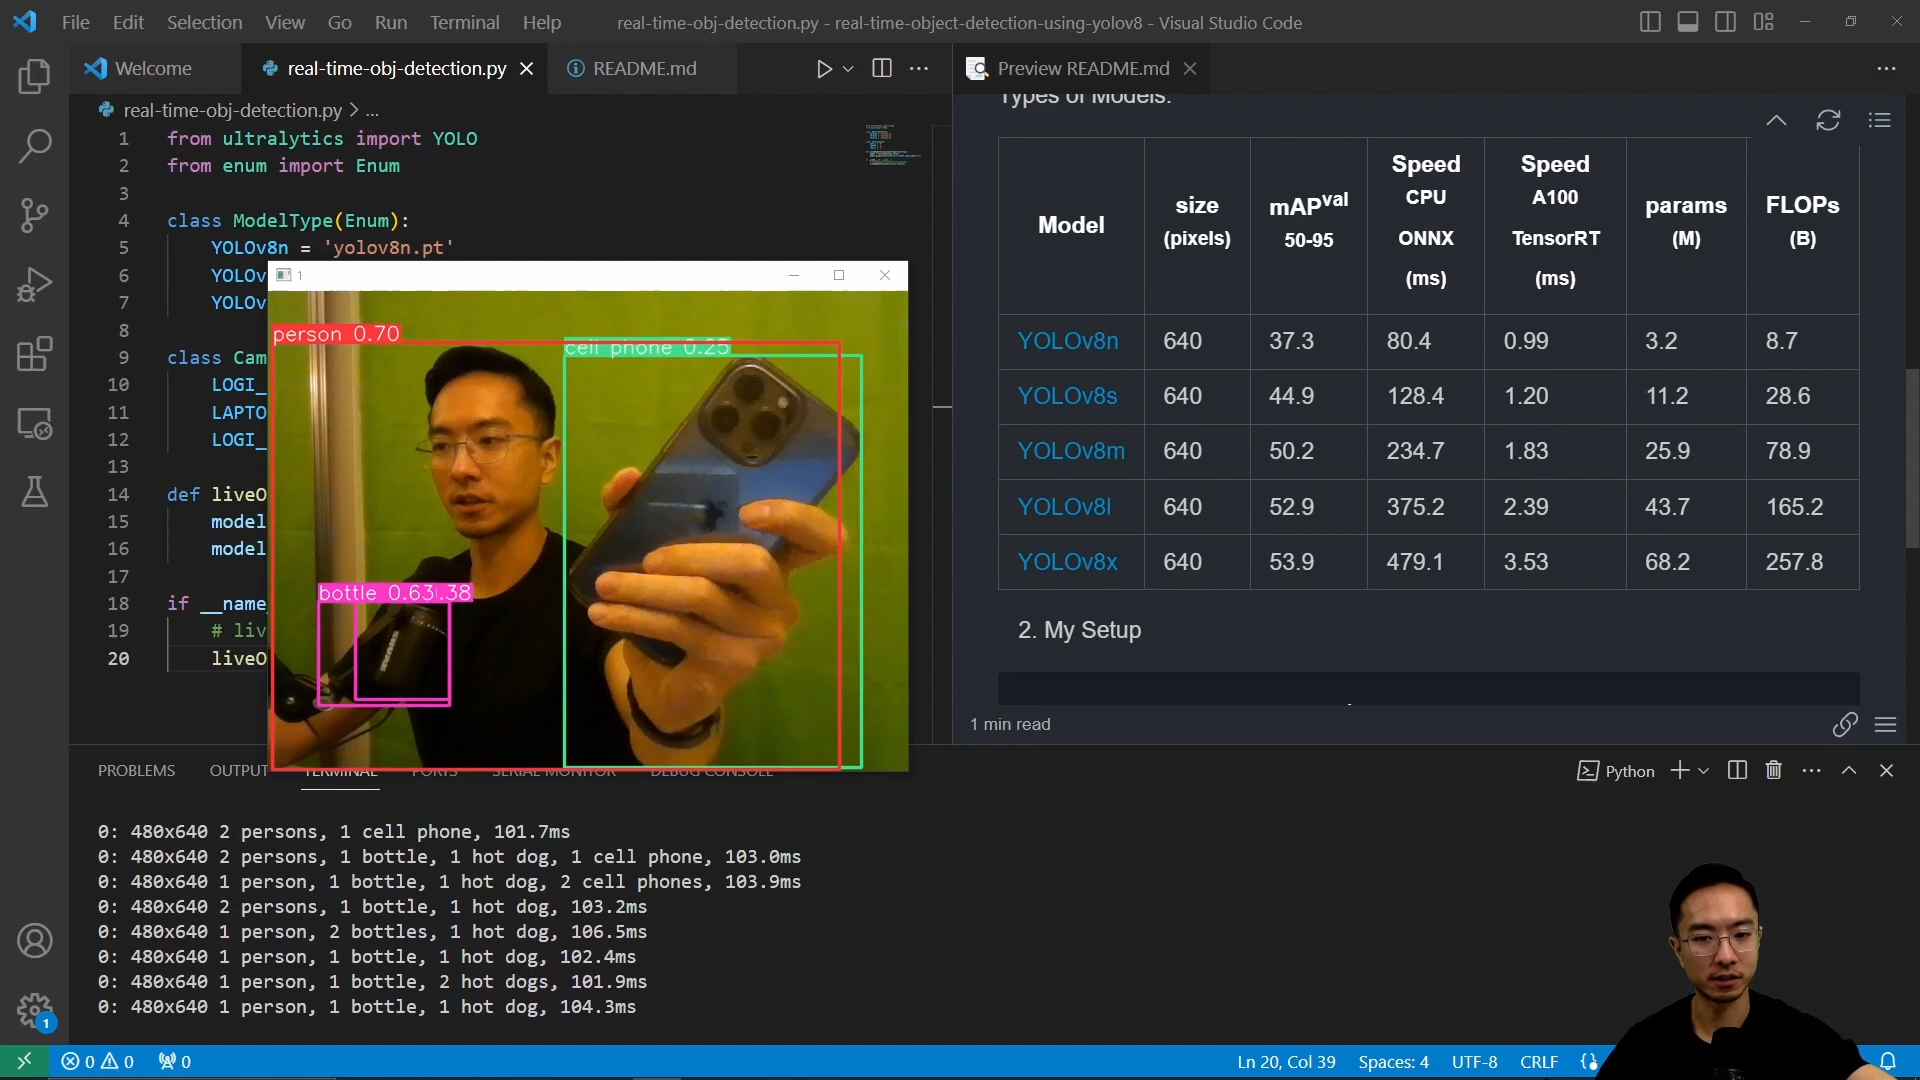 File Edit Selection View Go Run Terminal Help
real-time-obj-detection.py - real-time-object-detection-using-yolov8 - Visual Studio Code
Welcome
real-time-obj-detection.py
README.md
Preview README.md
real-time-obj-detection.py > ...
1 from ultralytics import YOLO
2 from enum import Enum
3
4 class ModelType(Enum):
5 YOLOv8n = 'yolov8n.pt'
6 YOLOv
7 YOLOv
8
9 class Cam
10 LOGI_
11 LAPTO
12 LOGI_
13
14 def liveO
15 model
16 model
17
18 if __name_
19 # liv
20 liveO
1
person 0.70
cell phone 0.25
bottle 0.63.38
SHURE
Types of Models:
Model size (pixels) mAPval 50-95 Speed CPU ONNX (ms) Speed A100 TensorRT (ms) params (M) FLOPs (B)
YOLOv8n 640 37.3 80.4 0.99 3.2 8.7
YOLOv8s 640 44.9 128.4 1.20 11.2 28.6
YOLOv8m 640 50.2 234.7 1.83 25.9 78.9
YOLOv8l 640 52.9 375.2 2.39 43.7 165.2
YOLOv8x 640 53.9 479.1 3.53 68.2 257.8
2. My Setup
1 min read
PROBLEMS OUTPUT TERMINAL PORTS SERIAL MONITOR DEBUG CONSOLE
Python
0: 480x640 2 persons, 1 cell phone, 101.7ms
0: 480x640 2 persons, 1 bottle, 1 hot dog, 1 cell phone, 103.0ms
0: 480x640 1 person, 1 bottle, 1 hot dog, 2 cell phones, 103.9ms
0: 480x640 2 persons, 1 bottle, 1 hot dog, 103.2ms
0: 480x640 1 person, 2 bottles, 1 hot dog, 106.5ms
0: 480x640 1 person, 1 bottle, 1 hot dog, 102.4ms
0: 480x640 1 person, 1 bottle, 2 hot dogs, 101.9ms
0: 480x640 1 person, 1 bottle, 1 hot dog, 104.3ms
1
0 0 0
Ln 20, Col 39 Spaces: 4 UTF-8 CRLF